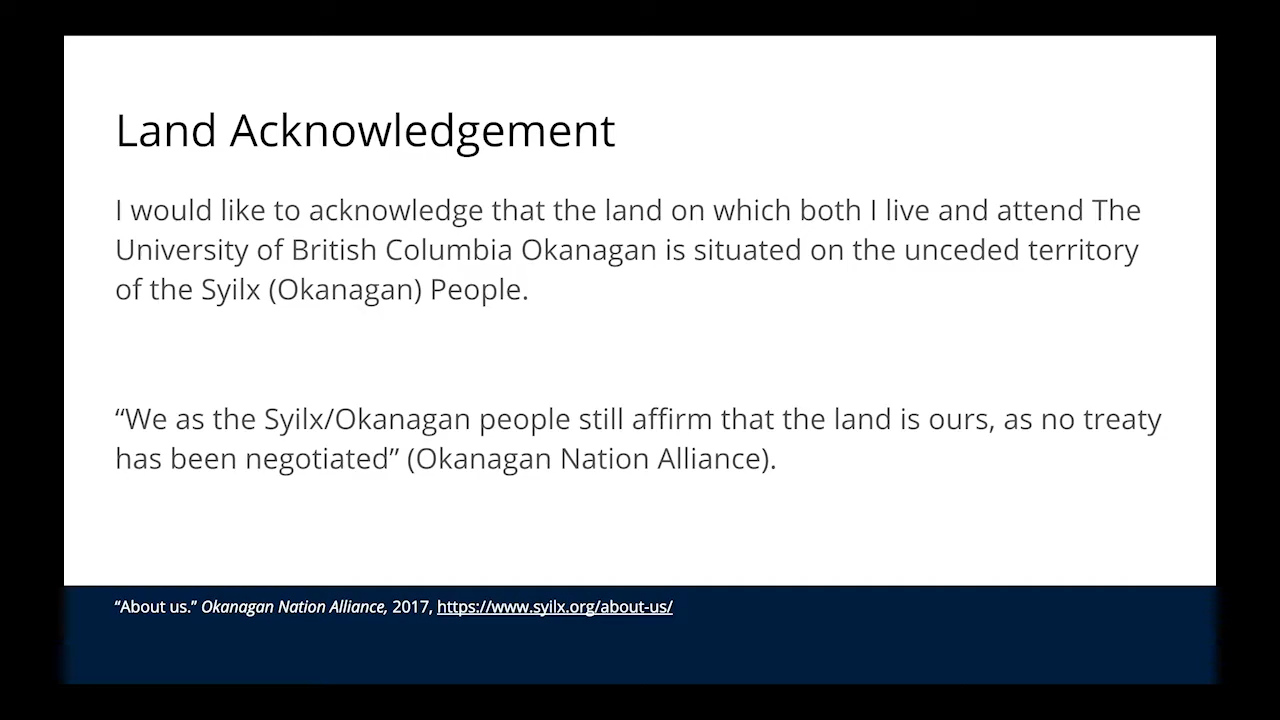 Land Acknowledgement
I would like to acknowledge that the land on which both I live and attend The
University of British Columbia Okanagan is situated on the unceded territory
of the Syilx (Okanagan) People.
“We as the Syilx/Okanagan people still affirm that the land is ours, as no treaty
has been negotiated” (Okanagan Nation Alliance).
“About us.” Okanagan Nation Alliance, 2017, https://www.syilx.org/about-us/